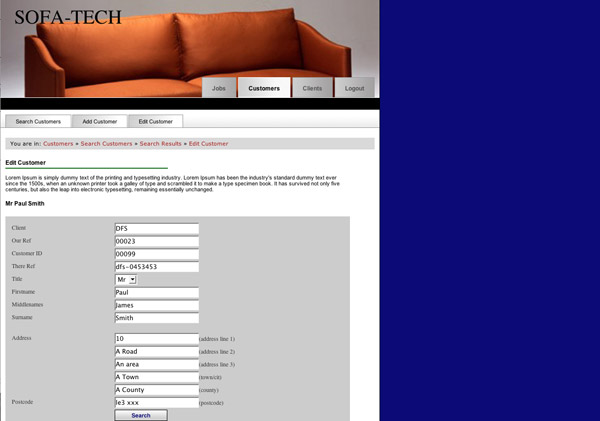 SOFA-TECH
Jobs Customers Clients Logout
Search Customers Add Customer Edit Customer
You are in: Customers » Search Customers » Search Results » Edit Customer
Edit Customer
Lorem Ipsum is simply dummy text of the printing and typesetting industry. Lorem Ipsum has been the industry's standard dummy text ever
since the 1500s, when an unknown printer took a galley of type and scrambled it to make a type specimen book. It has survived not only five
centuries, but also the leap into electronic typesetting, remaining essentially unchanged.
Mr Paul Smith
Client DFS
Our Ref 00023
Customer ID 00099
There Ref dfs-0453453
Title Mr
Firstname Paul
Middlenames James
Surname Smith
Address 10 (address line 1)
A Road (address line 2)
An area (address line 3)
A Town (town/cit)
A County (county)
Postcode le3 xxx (postcode)
Search